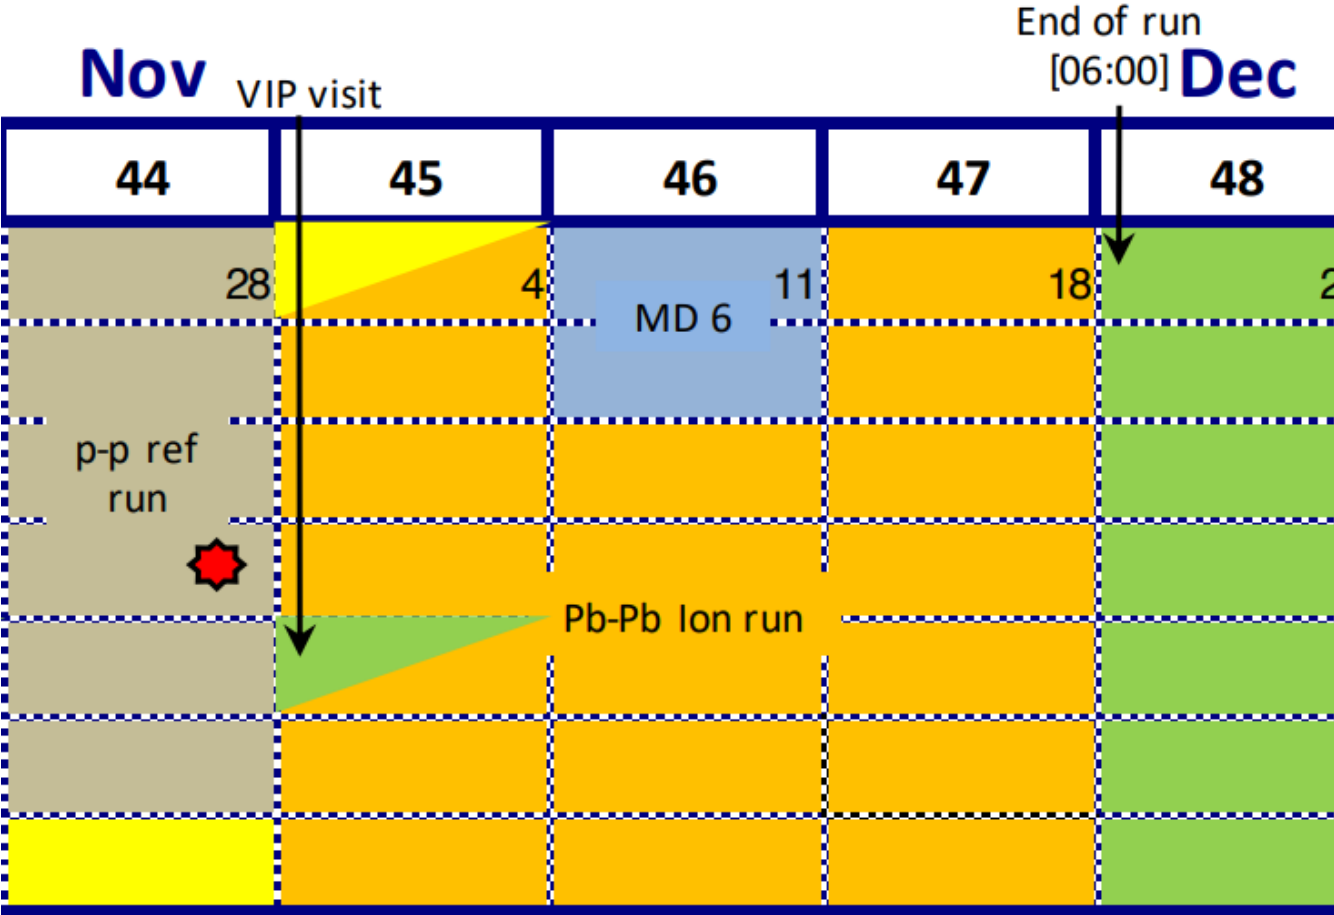 End of run
Nov
VIP visit
[06:00]
Dec
44
45
46
47
48
28
4
11
18
2
MD 6
p-p ref
run
Pb-Pb Ion run